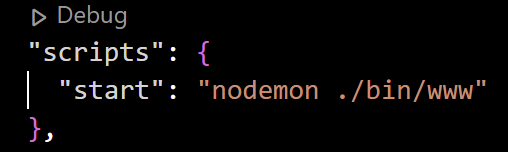 Debug
"scripts": {
"start": "nodemon ./bin/www"
},